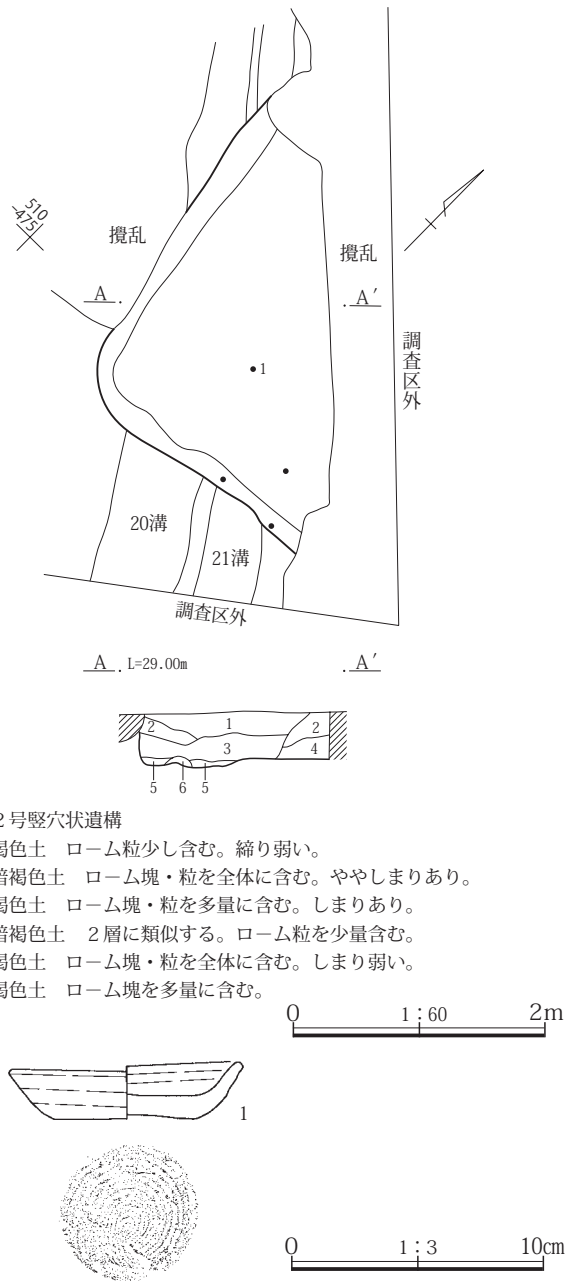 510
-475
攪乱
攪乱
A . . A′
調査区外
1
20溝
21溝
調査区外
A . L=29.00m . A′
2 1 2
3 4
5 6 5
２号竪穴状遺構
褐色土　ローム粒少し含む。締り弱い。
暗褐色土　ローム塊・粒を全体に含む。ややしまりあり。
褐色土　ローム塊・粒を多量に含む。しまりあり。
暗褐色土　２層に類似する。ローム粒を少量含む。
褐色土　ローム塊・粒を全体に含む。しまり弱い。
褐色土　ローム塊を多量に含む。
0 1：60 2m
1
0 1：3 10cm